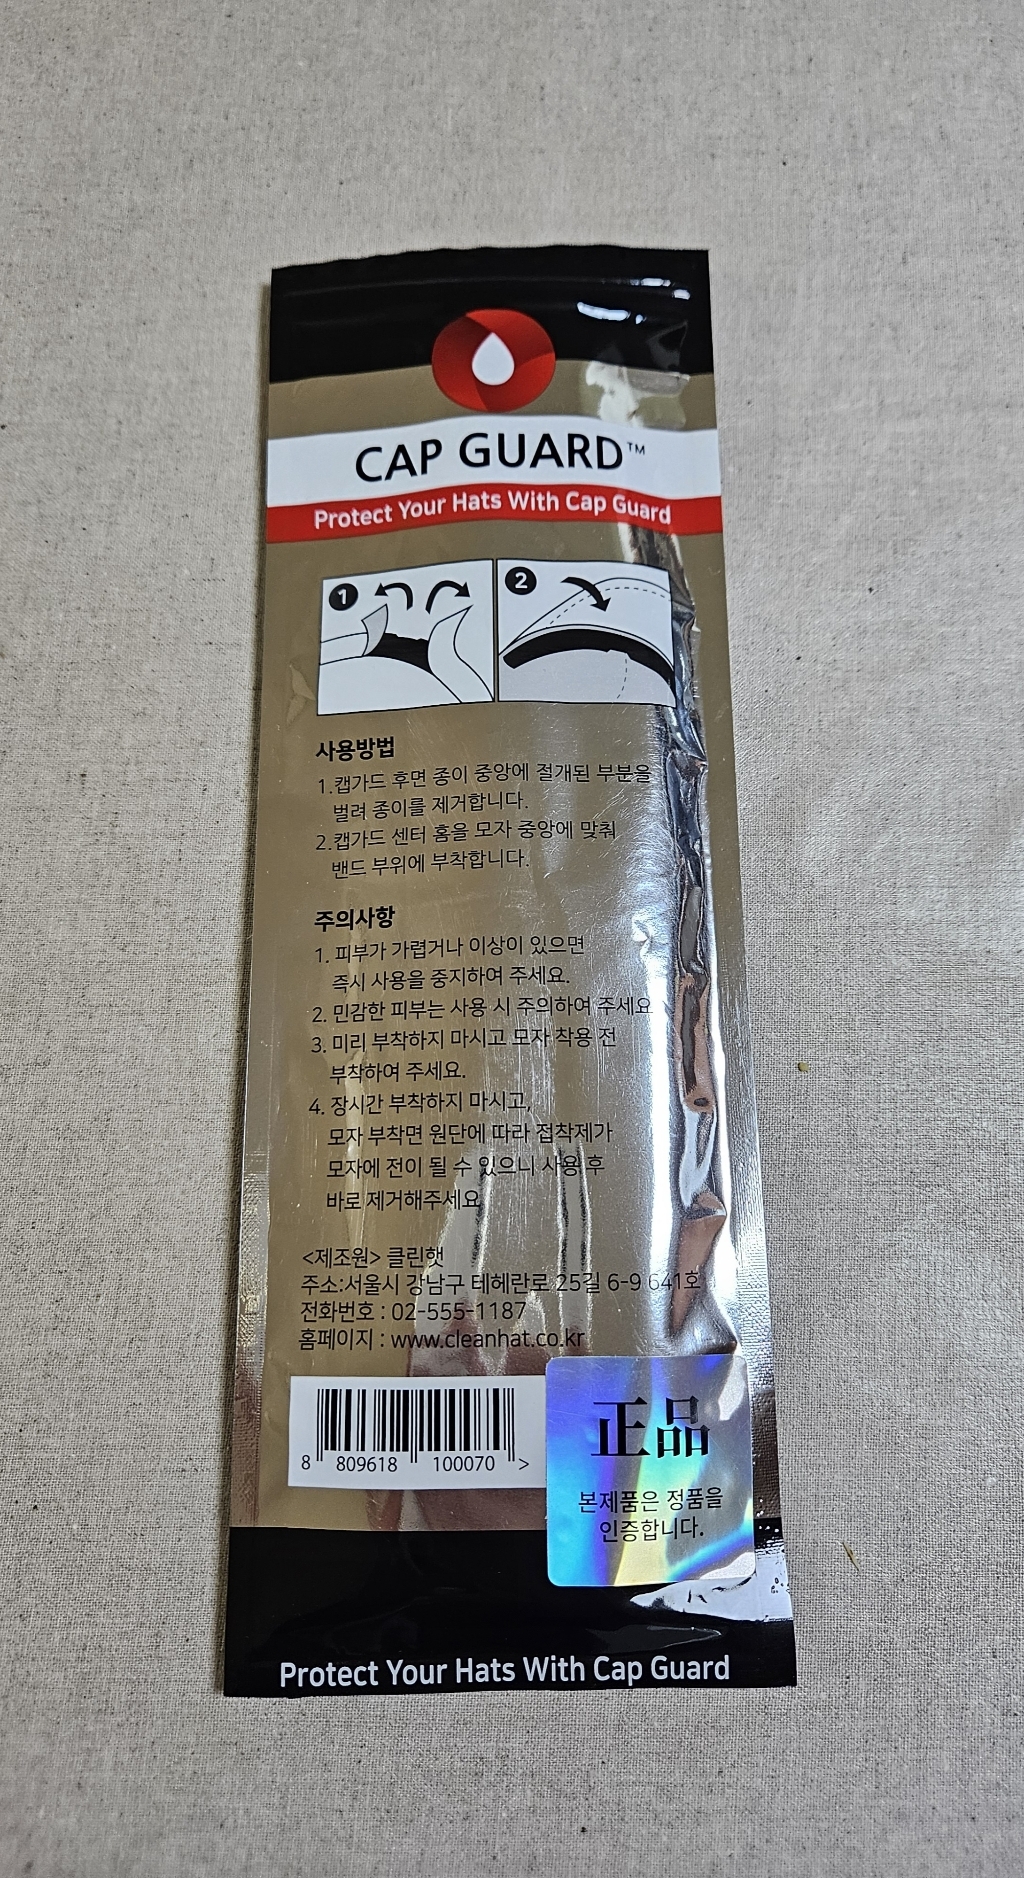 CAP GUARD™
Protect Your Hats With Cap Guard
1
2
사용방법
1.캡가드 후면 종이 중앙에 절개된 부분을
벌려 종이를 제거합니다.
2.캡가드 센터 홈을 모자 중앙에 맞춰
밴드 부위에 부착합니다.
주의사항
1. 피부가 가렵거나 이상이 있으면
즉시 사용을 중지하여 주세요.
2. 민감한 피부는 사용 시 주의하여 주세요
3. 미리 부착하지 마시고 모자 착용 전
부착하여 주세요.
4. 장시간 부착하지 마시고,
모자 부착면 원단에 따라 접착제가
모자에 전이 될 수 있으니 사용 후
바로 제거해주세요
<제조원> 클린햇
주소:서울시 강남구 테헤란로 25길 6-9 641호
전화번호 : 02-555-1187
홈페이지 : www.cleanhat.co.kr
8 809618 100070 >
正品
본제품은 정품을
인증합니다.
Protect Your Hats With Cap Guard